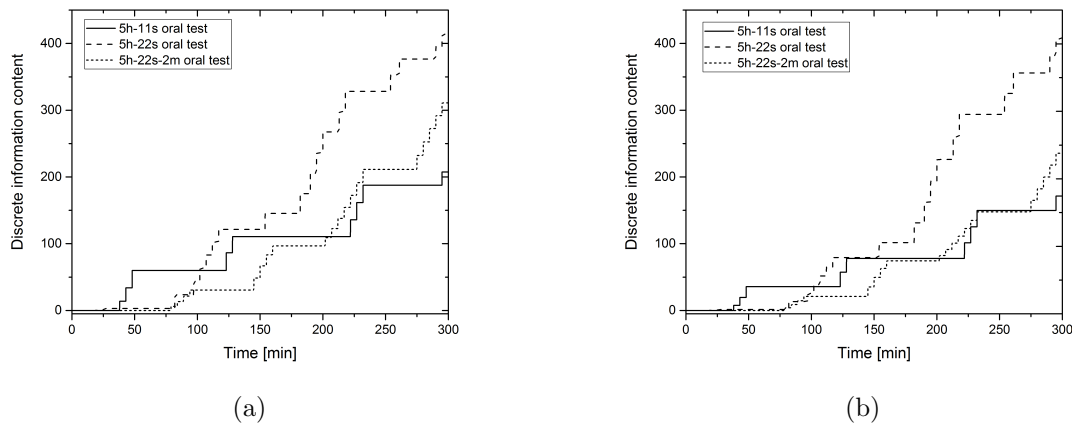 5h-11s oral test
5h-22s oral test
5h-22s-2m oral test
Discrete information content
400
300
200
100
0
0 50 100 150 200 250 300
Time [min]
(a)
5h-11s oral test
5h-22s oral test
5h-22s-2m oral test
Discrete information content
400
300
200
100
0
0 50 100 150 200 250 300
Time [min]
(b)